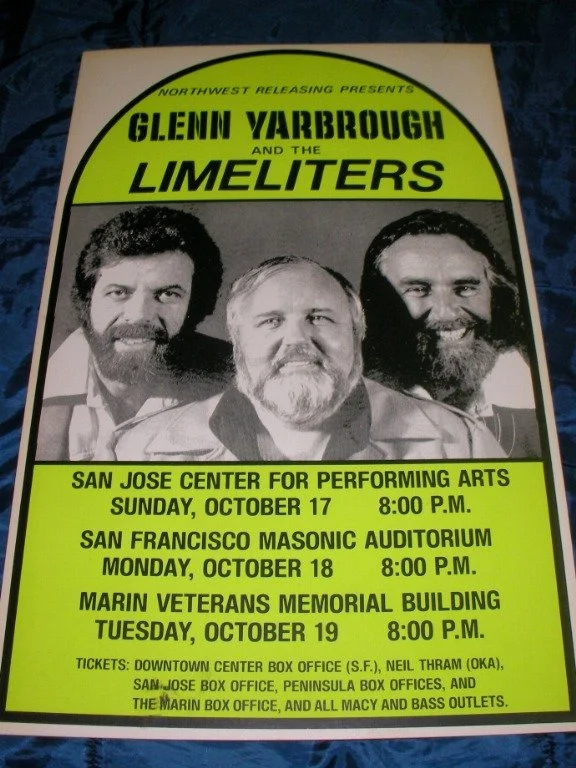 NORTHWEST RELEASING PRESENTS
GLENN YARBROUGH
AND THE
LIMELITERS
SAN JOSE CENTER FOR PERFORMING ARTS
SUNDAY, OCTOBER 17 8:00 P.M.
SAN FRANCISCO MASONIC AUDITORIUM
MONDAY, OCTOBER 18 8:00 P.M.
MARIN VETERANS MEMORIAL BUILDING
TUESDAY, OCTOBER 19 8:00 P.M.
TICKETS: DOWNTOWN CENTER BOX OFFICE (S.F.), NEIL THRAM (OKA),
SAN JOSE BOX OFFICE, PENINSULA BOX OFFICES, AND
THE MARIN BOX OFFICE, AND ALL MACY AND BASS OUTLETS.